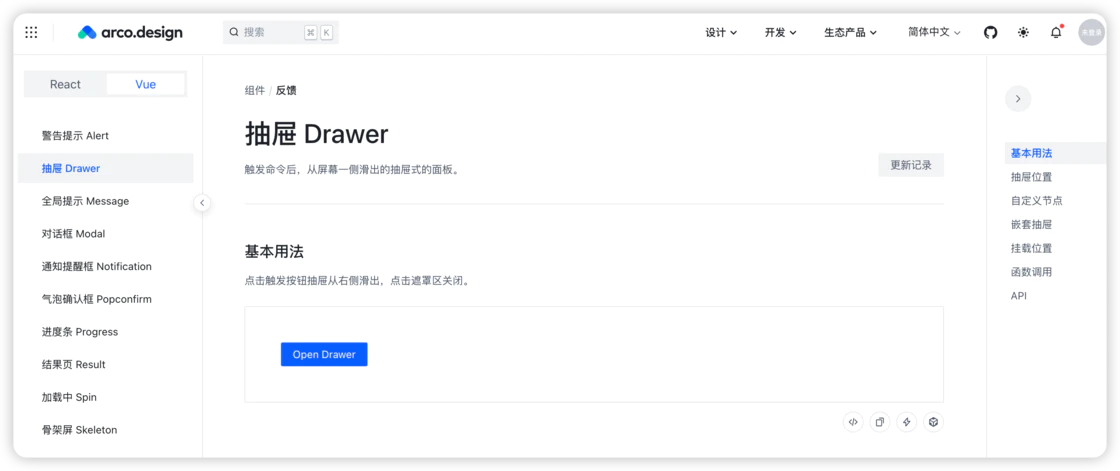 arco.design
搜索
⌘ K
设计
开发
生态产品
简体中文
未登录
React
Vue
警告提示 Alert
抽屉 Drawer
全局提示 Message
对话框 Modal
通知提醒框 Notification
气泡确认框 Popconfirm
进度条 Progress
结果页 Result
加载中 Spin
骨架屏 Skeleton
组件 / 反馈
抽屉 Drawer
触发命令后，从屏幕一侧滑出的抽屉式的面板。
更新记录
基本用法
点击触发按钮抽屉从右侧滑出，点击遮罩区关闭。
Open Drawer
基本用法
抽屉位置
自定义节点
嵌套抽屉
挂载位置
函数调用
API